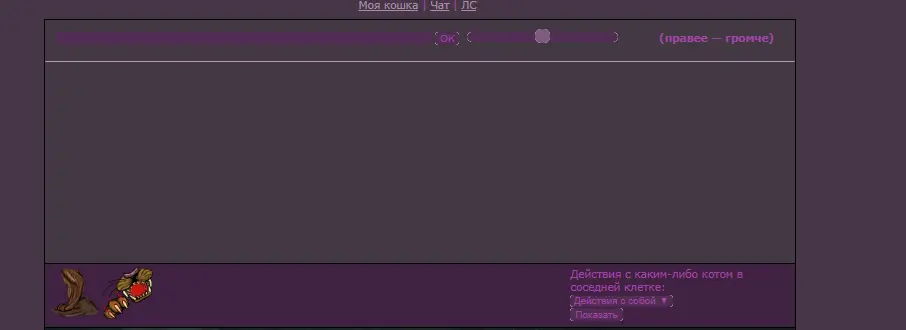 Моя кошка | Чат | ЛС
OK (правее — громче)
Действия с каким-либо котом в
соседней клетке:
Действия с собой ▼
Показать